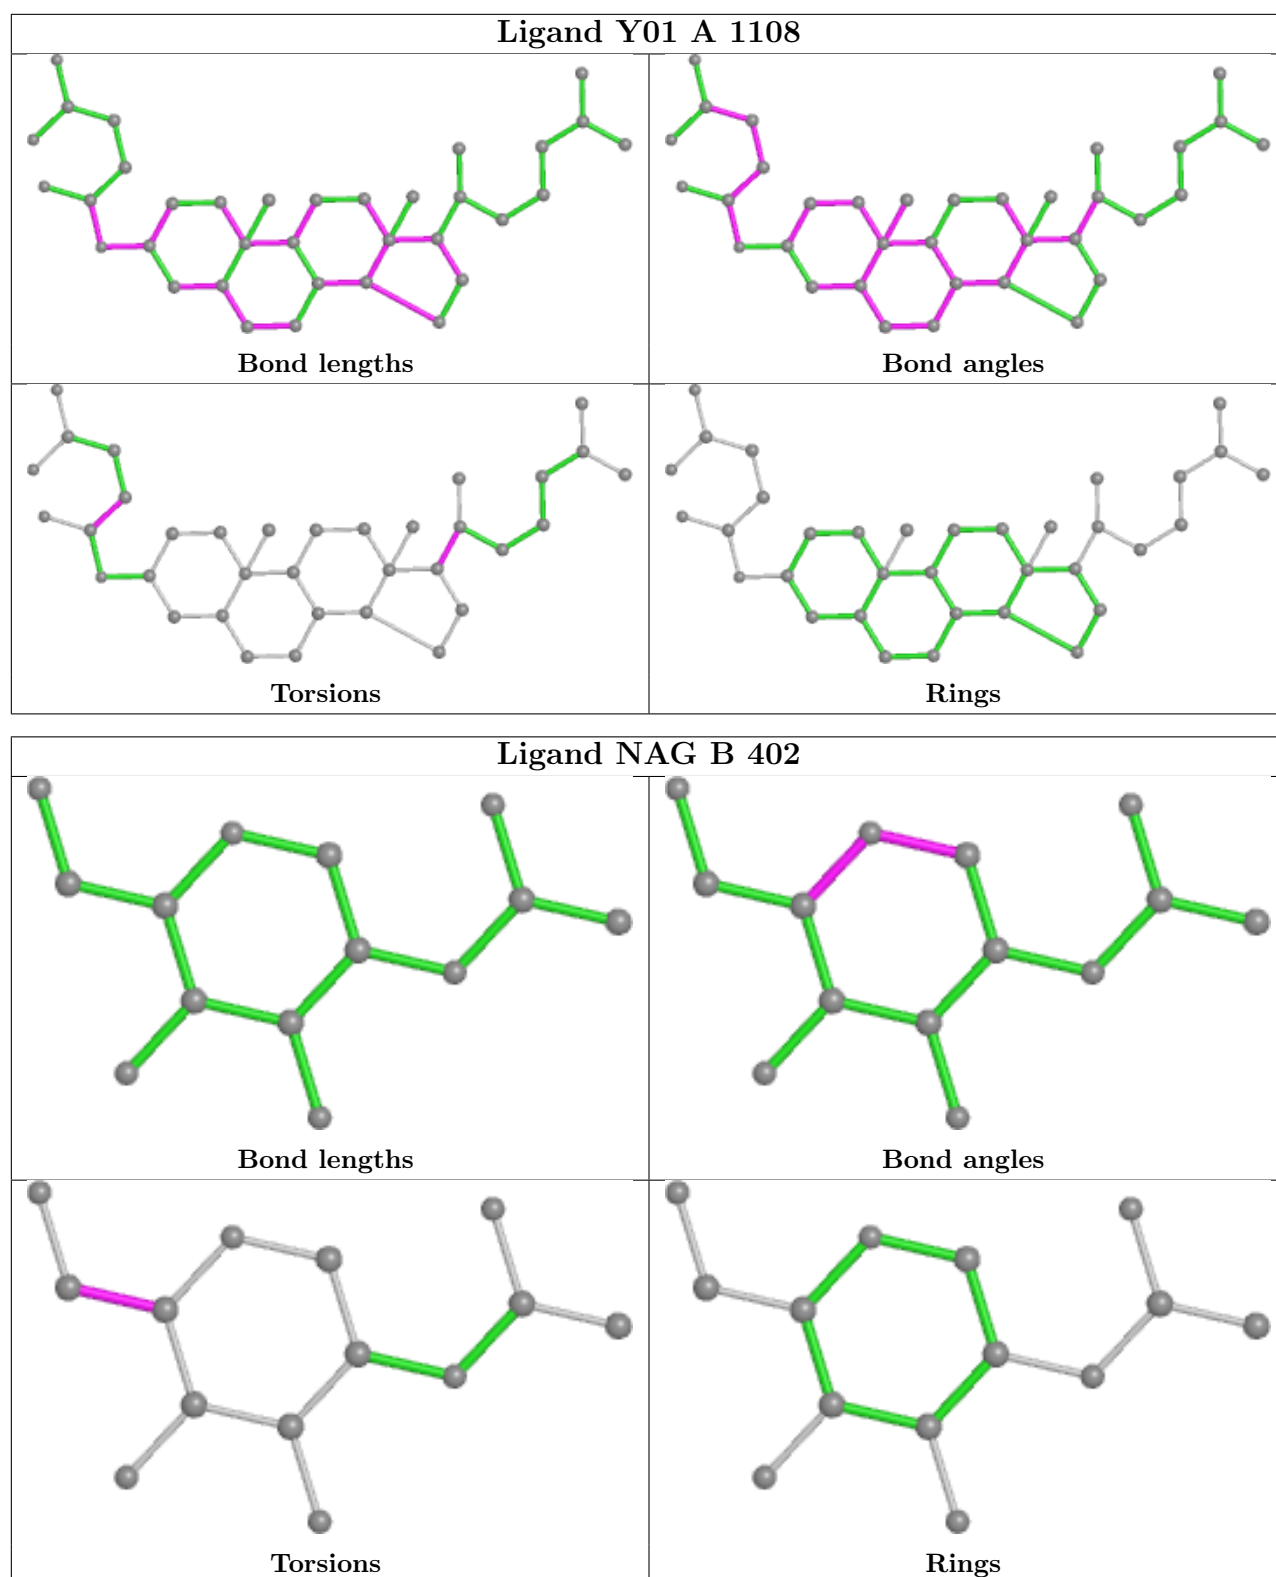 Ligand Y01 A 1108
Bond lengths
Bond angles
Torsions
Rings
Ligand NAG B 402
Bond lengths
Bond angles
Torsions
Rings